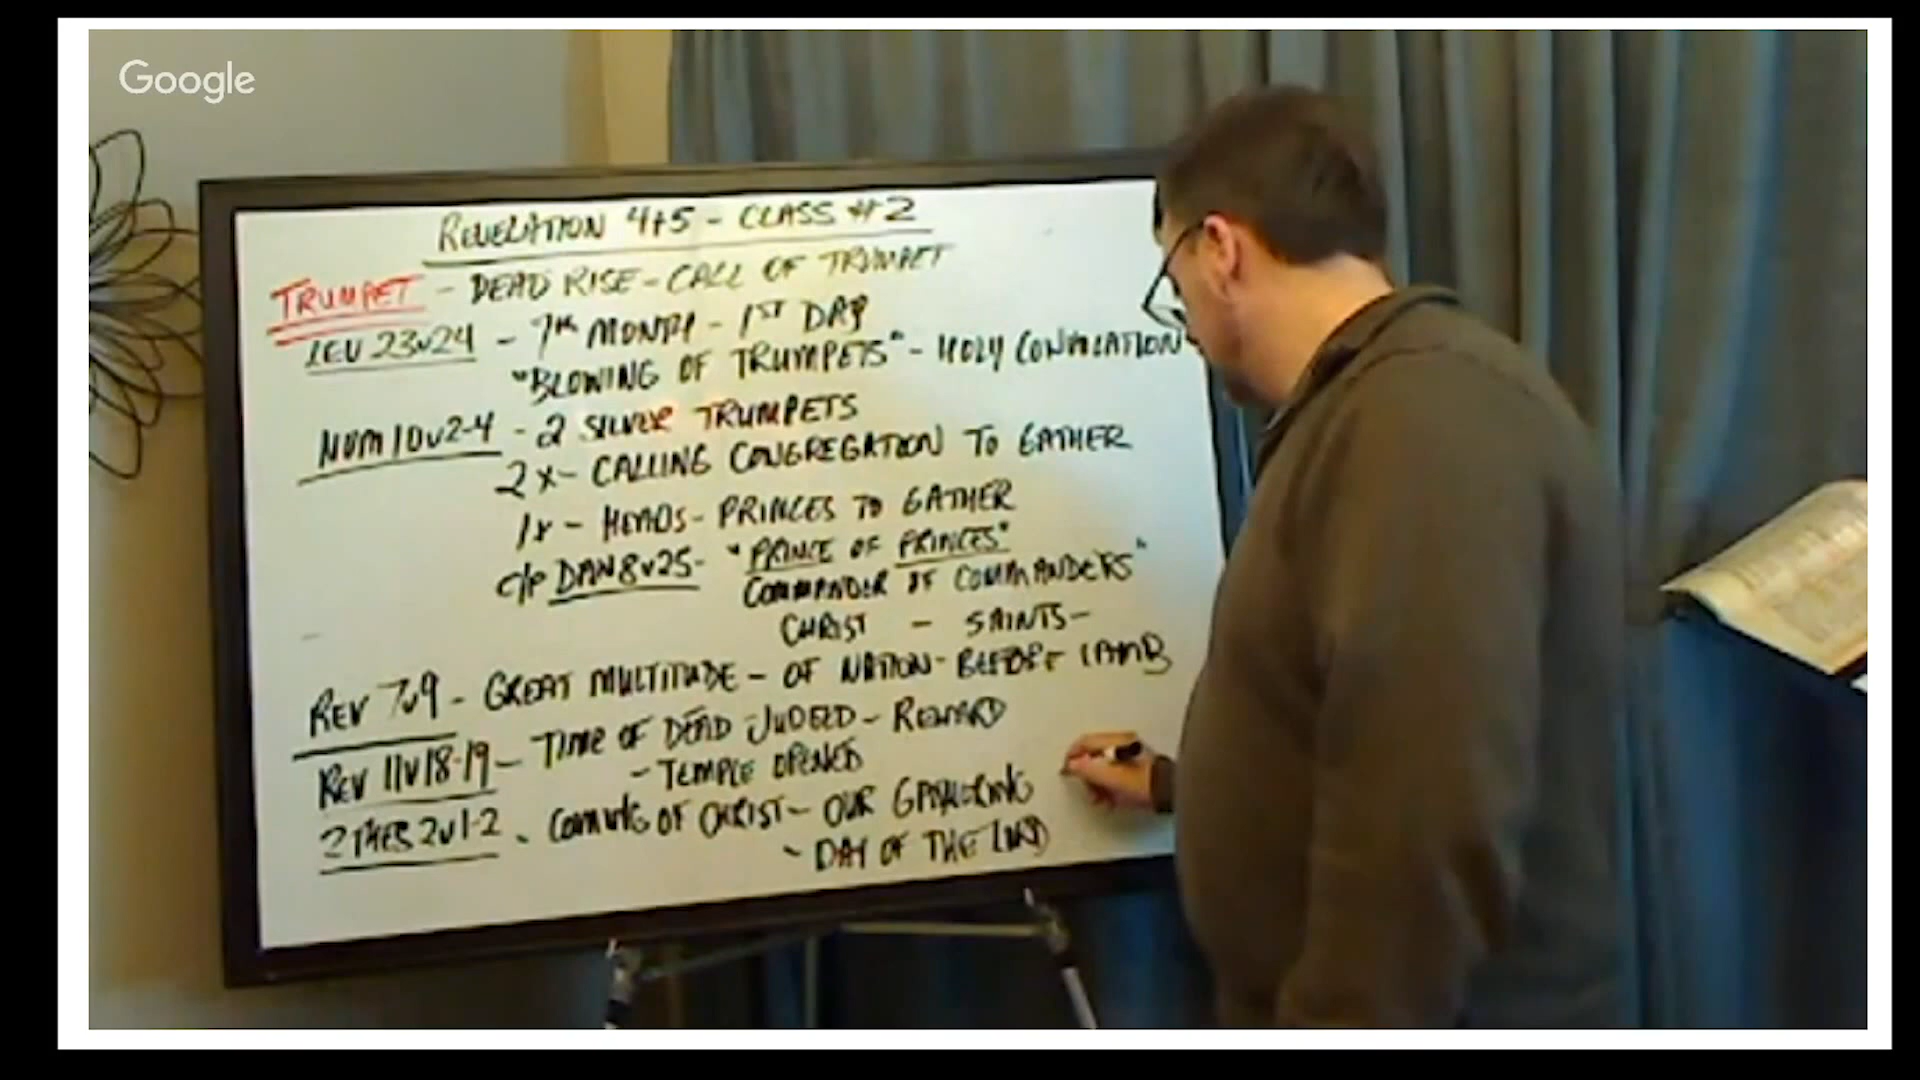 Google
REVELATION 4+5 - CLASS #2
TRUMPET - DEAD RISE - CALL OF TRUMPET
LEV 23v24 - 7th MONTH - 1ST DAY
"BLOWING OF TRUMPETS" - HOLY CONVOCATION
NUM 10v2-4 - 2 SILVER TRUMPETS
2x - CALLING CONGREGATION TO GATHER
1x - HEADS - PRINCES TO GATHER
c/p DAN 8v25 - "PRINCE OF PRINCES"
COMMANDER OF COMMANDERS"
CHRIST - SAINTS -
REV 7v9 - GREAT MULTITUDE - OF NATION - BEFORE LAMB
REV 11v18-19 - TIME OF DEAD JUDGED - REWARD
- TEMPLE OPENED
2 THES 2v1-2 - COMING OF CHRIST - OUR GATHERING
- DAY OF THE LORD